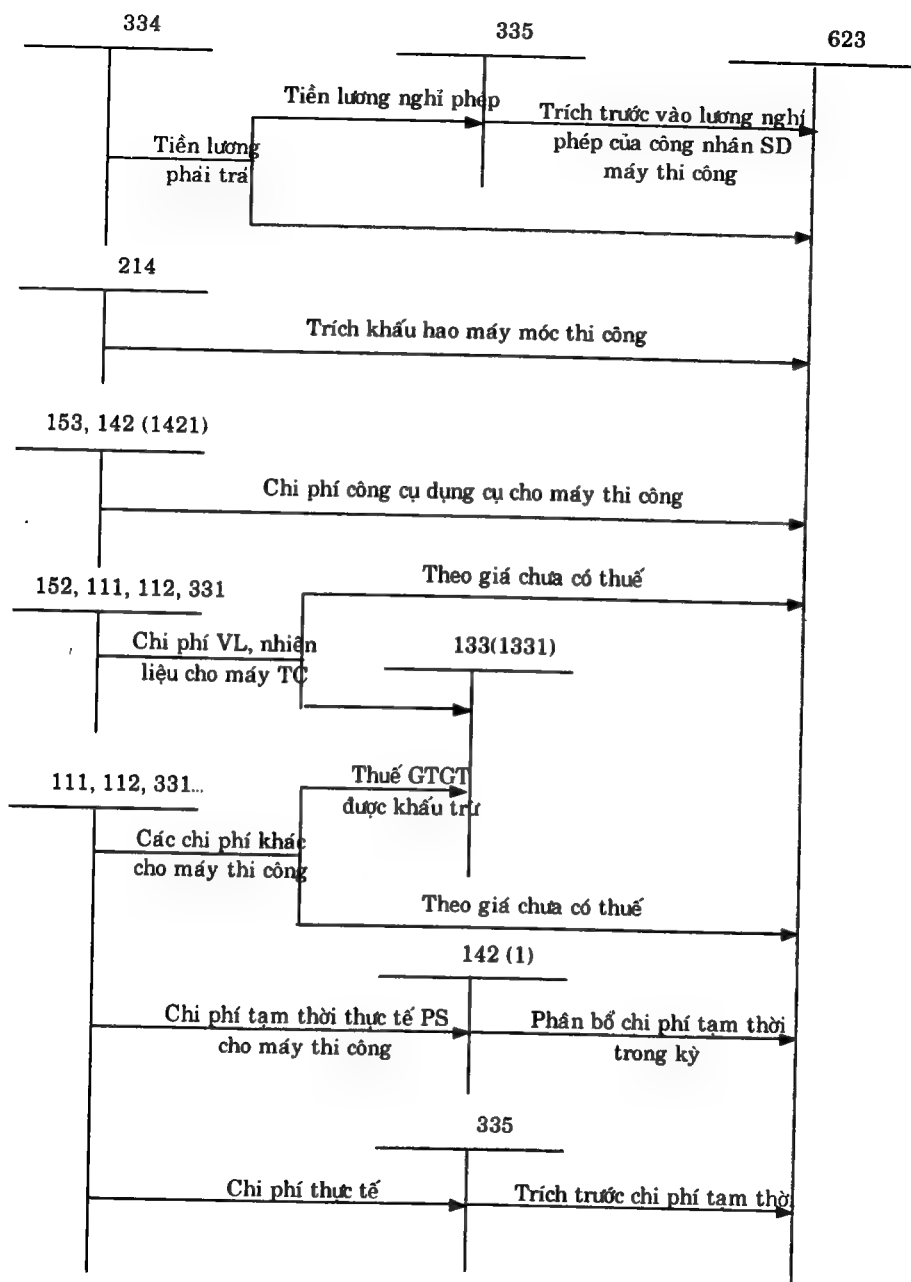 334
335
623
Tiền lương nghỉ phép
Trích trước vào lương nghỉ
phép của công nhân SD
máy thi công
Tiền lương
phải trả
214
Trích khấu hao máy móc thi công
153, 142 (1421)
Chi phí công cụ dụng cụ cho máy thi công
152, 111, 112, 331
Theo giá chưa có thuế
Chi phí VL, nhiên
liệu cho máy TC
133(1331)
111, 112, 331...
Thuế GTGT
được khấu trừ
Các chi phí khác
cho máy thi công
Theo giá chưa có thuế
142 (1)
Chi phí tạm thời thực tế PS
cho máy thi công
Phân bổ chi phí tạm thời
trong kỳ
335
Chi phí thực tế
Trích trước chi phí tạm thờ